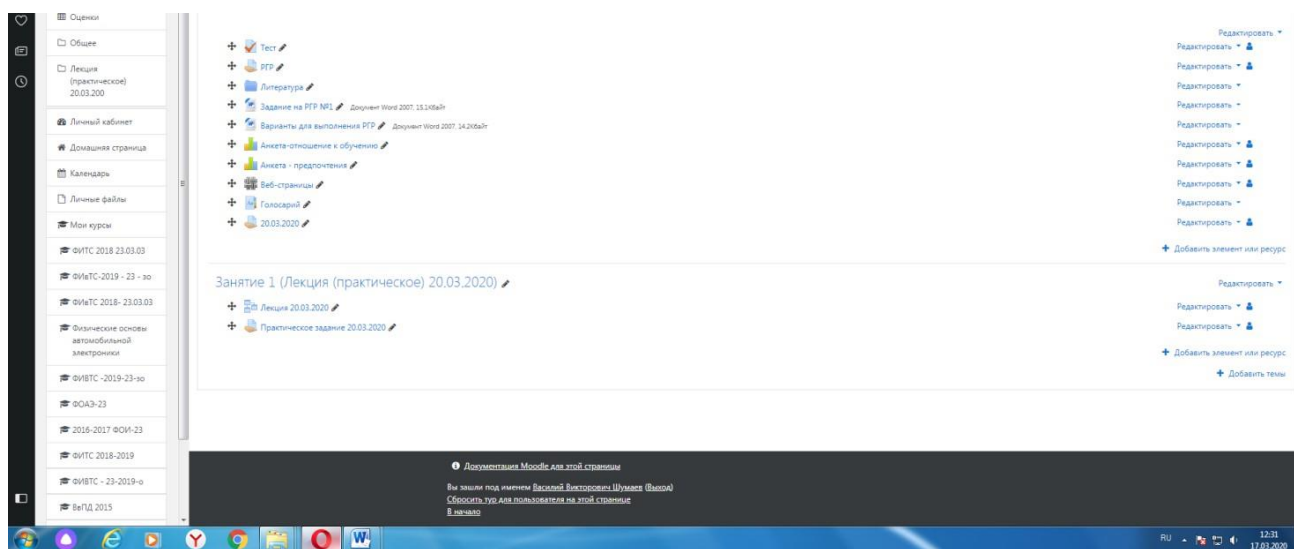 Оценки
Общее
Лекция
(практическое)
20.03.200
Личный кабинет
Домашняя страница
Календарь
Личные файлы
Мои курсы
ФИТС 2018 23.03.03
ФИвТС-2019 - 23 - зо
ФИвТС 2018- 23.03.03
Физические основы
автомобильной
электроники
ФИВТС -2019-23-зо
ФОАЭ-23
2016-2017 ФОИ-23
ФИТС 2018-2019
ФИВТС - 23-2019-о
ВвПД 2015
Редактировать
Тест Редактировать
РГР Редактировать
Литература Редактировать
Задание на РГР №1 Документ Word 2007, 15.1Кбайт Редактировать
Варианты для выполнения РГР Документ Word 2007, 14.2Кбайт Редактировать
Анкета-отношение к обучению Редактировать
Анкета - предпочтения Редактировать
Веб-страницы Редактировать
Голосарий Редактировать
20.03.2020 Редактировать
Добавить элемент или ресурс
Занятие 1 (Лекция (практическое) 20.03.2020) Редактировать
Лекция 20.03.2020 Редактировать
Практическое задание 20.03.2020 Редактировать
Добавить элемент или ресурс
Добавить темы
Документация Moodle для этой страницы
Вы зашли под именем Василий Викторович Шумаев (Выход)
Сбросить тур для пользователя на этой странице
В начало
RU
12:31
17.03.2020